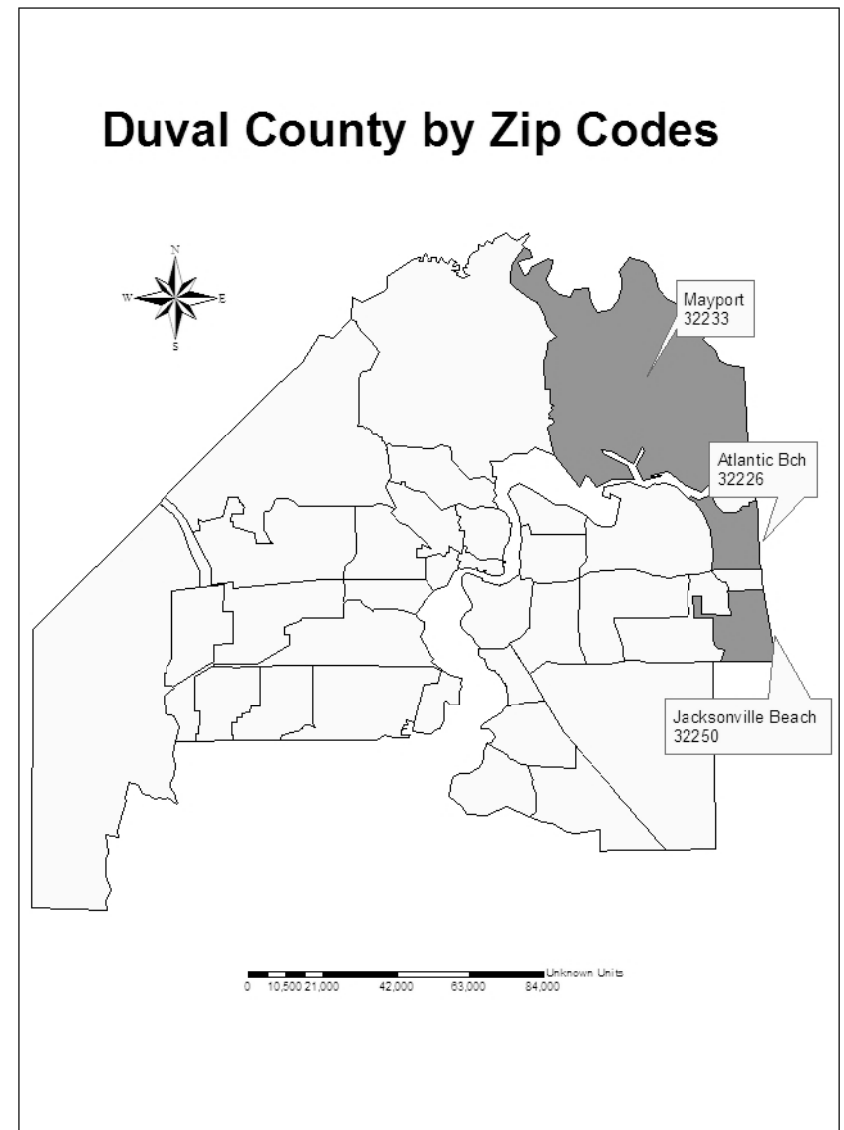 Duval County by Zip Codes
N
W E
S
Mayport
32233
Atlantic Bch
32226
Jacksonville Beach
32250
Unknown Units
0 10,500 21,000 42,000 63,000 84,000